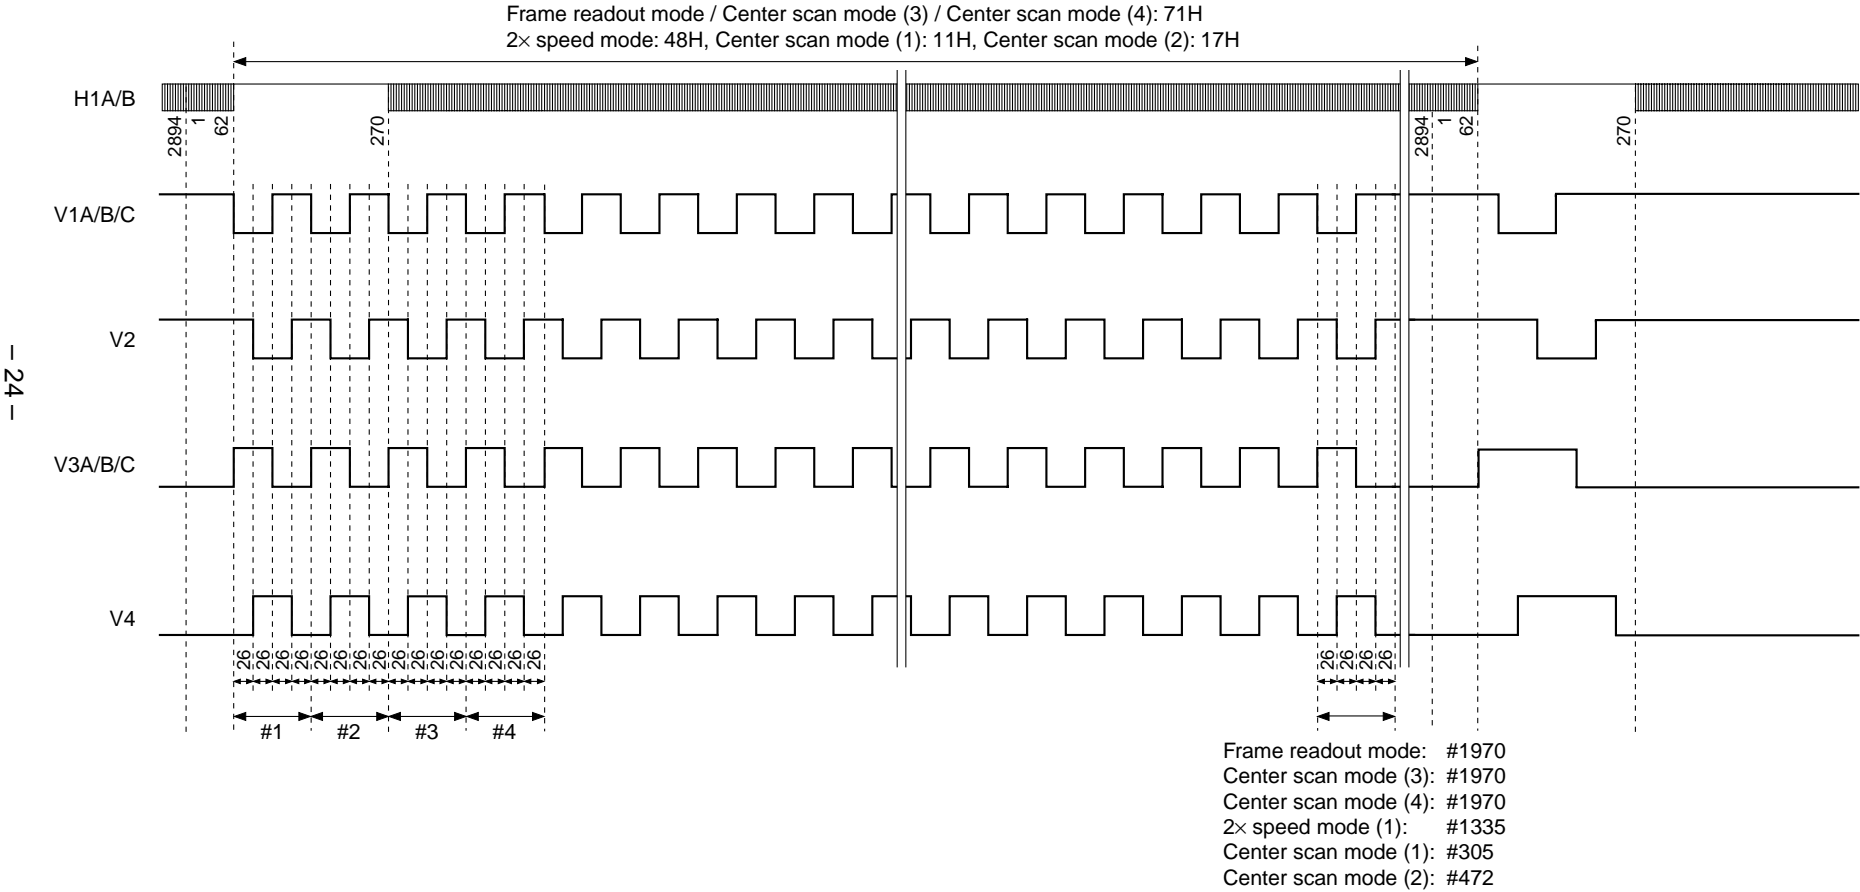 Frame readout mode / Center scan mode (3) / Center scan mode (4): 71H
2× speed mode: 48H, Center scan mode (1): 11H, Center scan mode (2): 17H
H1A/B
2894 1 62 270 2894 1 62 270
V1A/B/C
V2
– 24 –
V3A/B/C
V4
26 26 26 26 26 26 26 26 26 26 26 26 26 26 26 26 26 26 26 26
#1 #2 #3 #4
Frame readout mode: #1970
Center scan mode (3): #1970
Center scan mode (4): #1970
2× speed mode (1): #1335
Center scan mode (1): #305
Center scan mode (2): #472